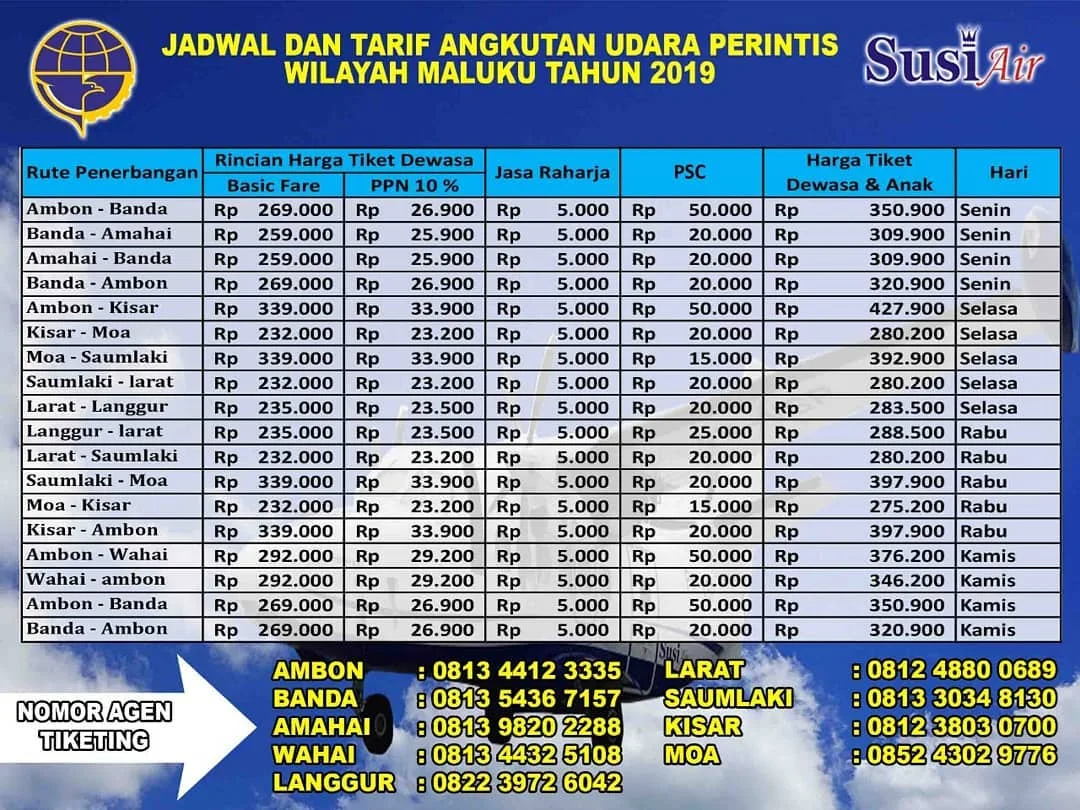 JADWAL DAN TARIF ANGKUTAN UDARA PERINTIS
WILAYAH MALUKU TAHUN 2019
Susi Air
Rute Penerbangan Rincian Harga Tiket Dewasa Jasa Raharja PSC Harga Tiket Dewasa & Anak Hari
Basic Fare PPN 10 %
Ambon - Banda Rp 269.000 Rp 26.900 Rp 5.000 Rp 50.000 Rp 350.900 Senin
Banda - Amahai Rp 259.000 Rp 25.900 Rp 5.000 Rp 20.000 Rp 309.900 Senin
Amahai - Banda Rp 259.000 Rp 25.900 Rp 5.000 Rp 20.000 Rp 309.900 Senin
Banda - Ambon Rp 269.000 Rp 26.900 Rp 5.000 Rp 20.000 Rp 320.900 Senin
Ambon - Kisar Rp 339.000 Rp 33.900 Rp 5.000 Rp 50.000 Rp 427.900 Selasa
Kisar - Moa Rp 232.000 Rp 23.200 Rp 5.000 Rp 20.000 Rp 280.200 Selasa
Moa - Saumlaki Rp 339.000 Rp 33.900 Rp 5.000 Rp 15.000 Rp 392.900 Selasa
Saumlaki - larat Rp 232.000 Rp 23.200 Rp 5.000 Rp 20.000 Rp 280.200 Selasa
Larat - Langgur Rp 235.000 Rp 23.500 Rp 5.000 Rp 20.000 Rp 283.500 Selasa
Langgur - larat Rp 235.000 Rp 23.500 Rp 5.000 Rp 25.000 Rp 288.500 Rabu
Larat - Saumlaki Rp 232.000 Rp 23.200 Rp 5.000 Rp 20.000 Rp 280.200 Rabu
Saumlaki - Moa Rp 339.000 Rp 33.900 Rp 5.000 Rp 20.000 Rp 397.900 Rabu
Moa - Kisar Rp 232.000 Rp 23.200 Rp 5.000 Rp 15.000 Rp 275.200 Rabu
Kisar - Ambon Rp 339.000 Rp 33.900 Rp 5.000 Rp 20.000 Rp 397.900 Rabu
Ambon - Wahai Rp 292.000 Rp 29.200 Rp 5.000 Rp 50.000 Rp 376.200 Kamis
Wahai - ambon Rp 292.000 Rp 29.200 Rp 5.000 Rp 20.000 Rp 346.200 Kamis
Ambon - Banda Rp 269.000 Rp 26.900 Rp 5.000 Rp 50.000 Rp 350.900 Kamis
Banda - Ambon Rp 269.000 Rp 26.900 Rp 5.000 Rp 20.000 Rp 320.900 Kamis
Susi
NOMOR AGEN
TIKETING
AMBON : 0813 4412 3335
BANDA : 0813 5436 7157
AMAHAI : 0813 9820 2288
WAHAI : 0813 4432 5108
LANGGUR : 0822 3972 6042
LARAT : 0812 4880 0689
SAUMLAKI : 0813 3034 8130
KISAR : 0812 3803 0700
MOA : 0852 4302 9776